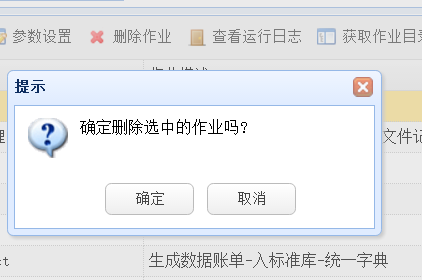 参数设置 删除作业 查看运行日志 获取作业目录
提示
确定删除选中的作业吗?
文件记
确定 取消
生成数据账单-入标准库-统一字典